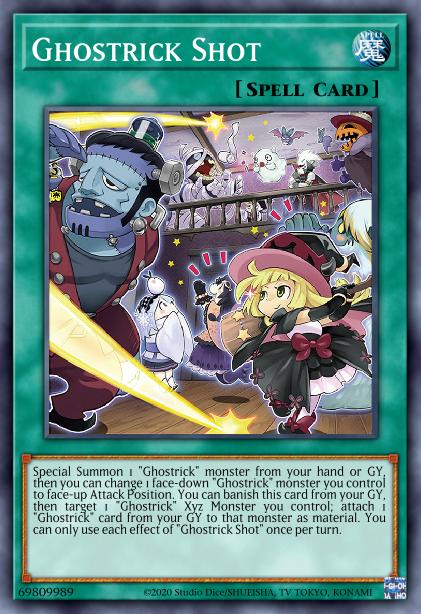 Ghostrick Shot
SPELL
魔
[ Spell Card ]
Special Summon 1 "Ghostrick" monster from your hand or GY,
then you can change 1 face-down "Ghostrick" monster you control
to face-up Attack Position. You can banish this card from your GY,
then target 1 "Ghostrick" Xyz Monster you control; attach 1
"Ghostrick" card from your GY to that monster as material. You
can only use each effect of "Ghostrick Shot" once per turn.
69809989
©2020 Studio Dice/SHUEISHA, TV TOKYO, KONAMI